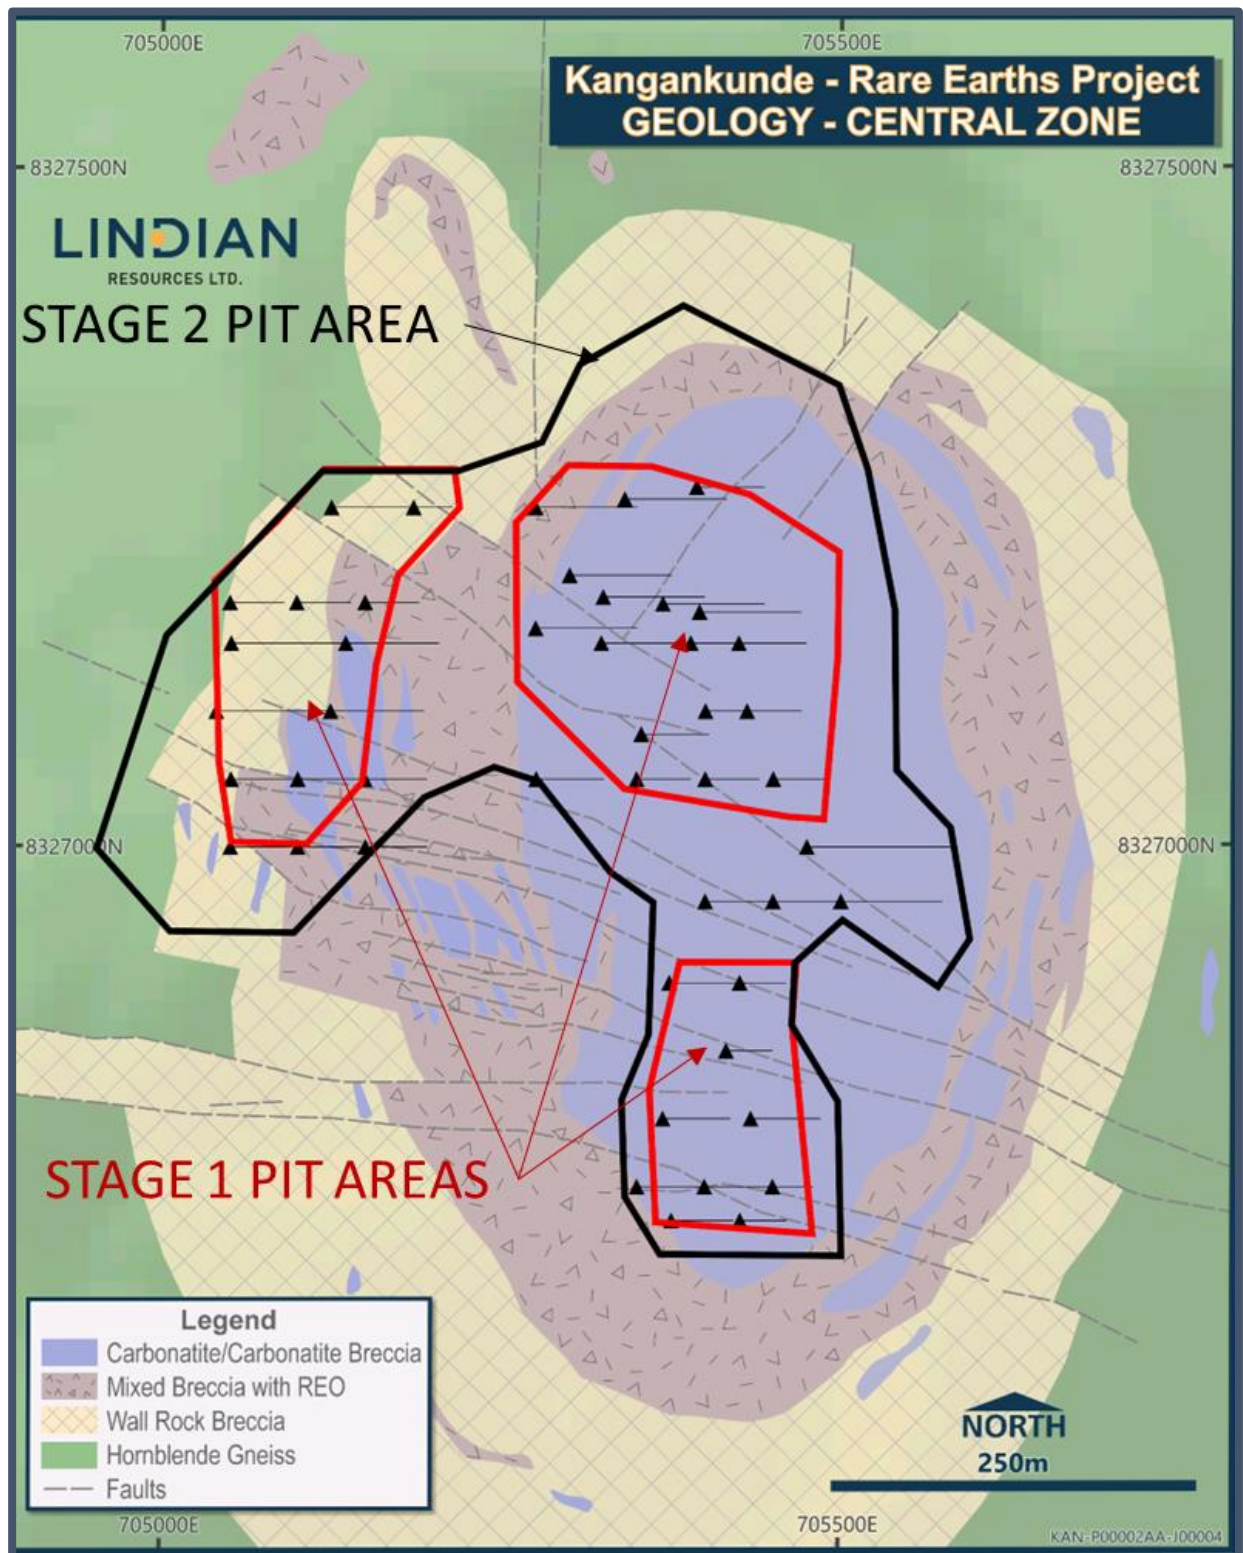 705000E 705500E
Kangankunde - Rare Earths Project
GEOLOGY - CENTRAL ZONE
8327500N 8327500N
LINDIAN
RESOURCES LTD.
STAGE 2 PIT AREA
8327000N 8327000N
STAGE 1 PIT AREAS
Legend
Carbonatite/Carbonatite Breccia
Mixed Breccia with REO
Wall Rock Breccia
Hornblende Gneiss
Faults
NORTH
250m
705000E 705500E
KAN-P00002AA-J00004